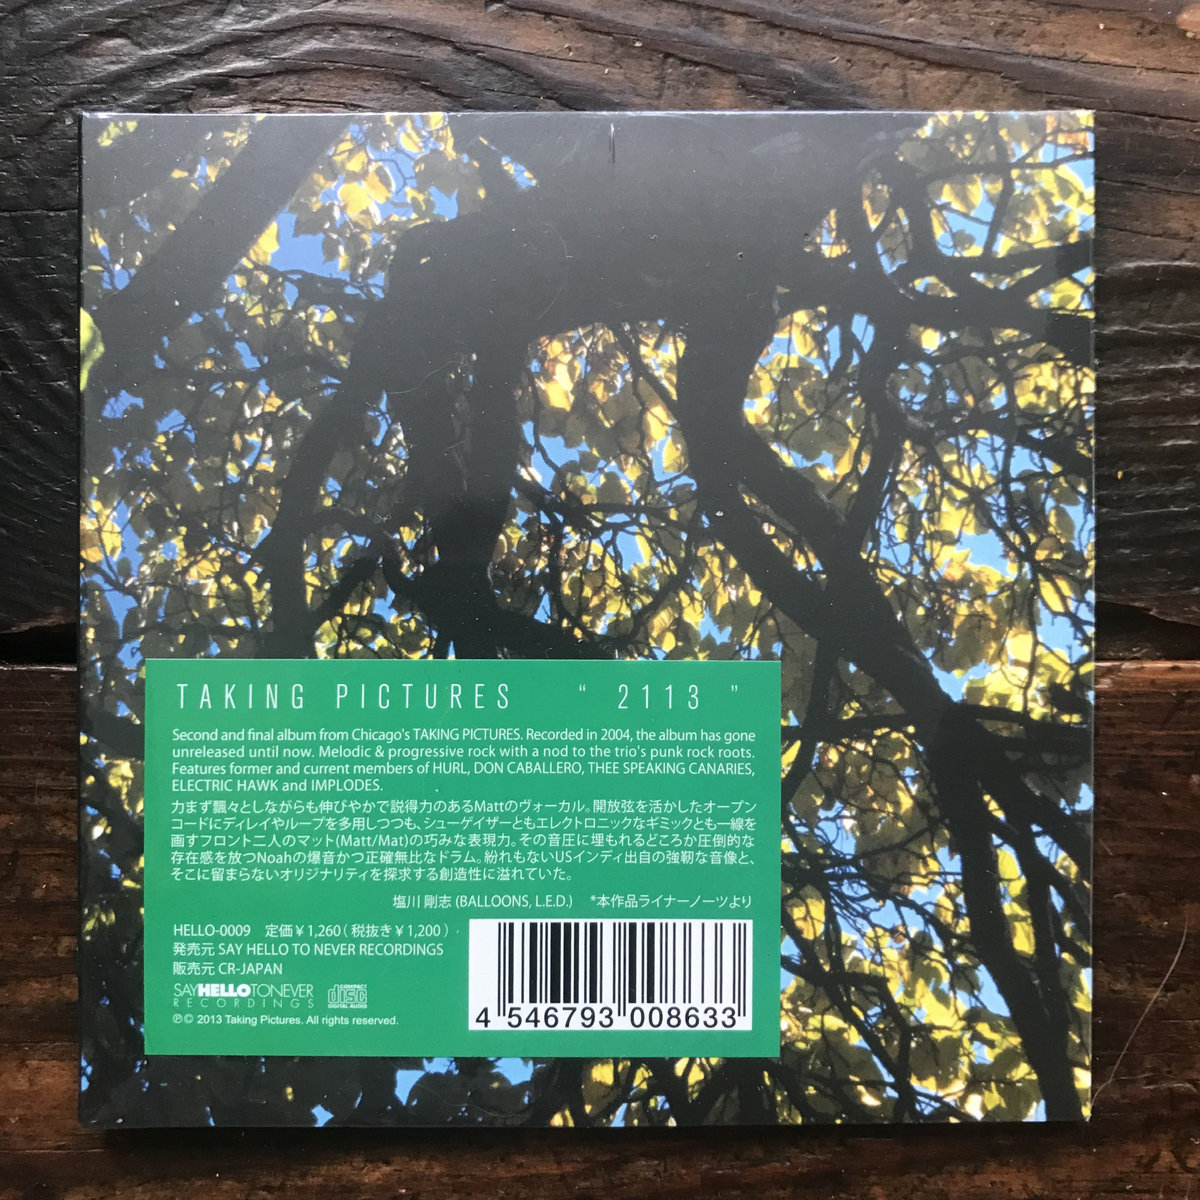 TAKING PICTURES “ 2113 ”
Second and final album from Chicago's TAKING PICTURES. Recorded in 2004, the album has gone
unreleased until now. Melodic & progressive rock with a nod to the trio's punk rock roots.
Features former and current members of HURL, DON CABALLERO, THEE SPEAKING CANARIES,
ELECTRIC HAWK and IMPLODES.
力まず飄々としながらも伸びやかで説得力のあるMattのヴォーカル。開放弦を活かしたオープン
コードにディレイやループを多用しつつも、シューゲイザーともエレクトロニックなギミックとも一線を
画すフロント二人のマット(Matt/Mat)の巧みな表現力。その音圧に埋もれるどころか圧倒的な
存在感を放つNoahの爆音かつ正確無比なドラム。紛れもないUSインディ出自の強靭な音像と、
そこに留まらないオリジナリティを探求する創造性に溢れていた。
塩川 剛志 (BALLOONS, L.E.D.) *本作品ライナーノーツより
HELLO-0009 定価￥1,260（税抜き￥1,200）
発売元 SAY HELLO TO NEVER RECORDINGS
販売元 CR-JAPAN
SAYHELLOTONEVER
RECORDINGS
COMPACT
disc
DIGITAL AUDIO
℗© 2013 Taking Pictures. All rights reserved.
4 546793 008633